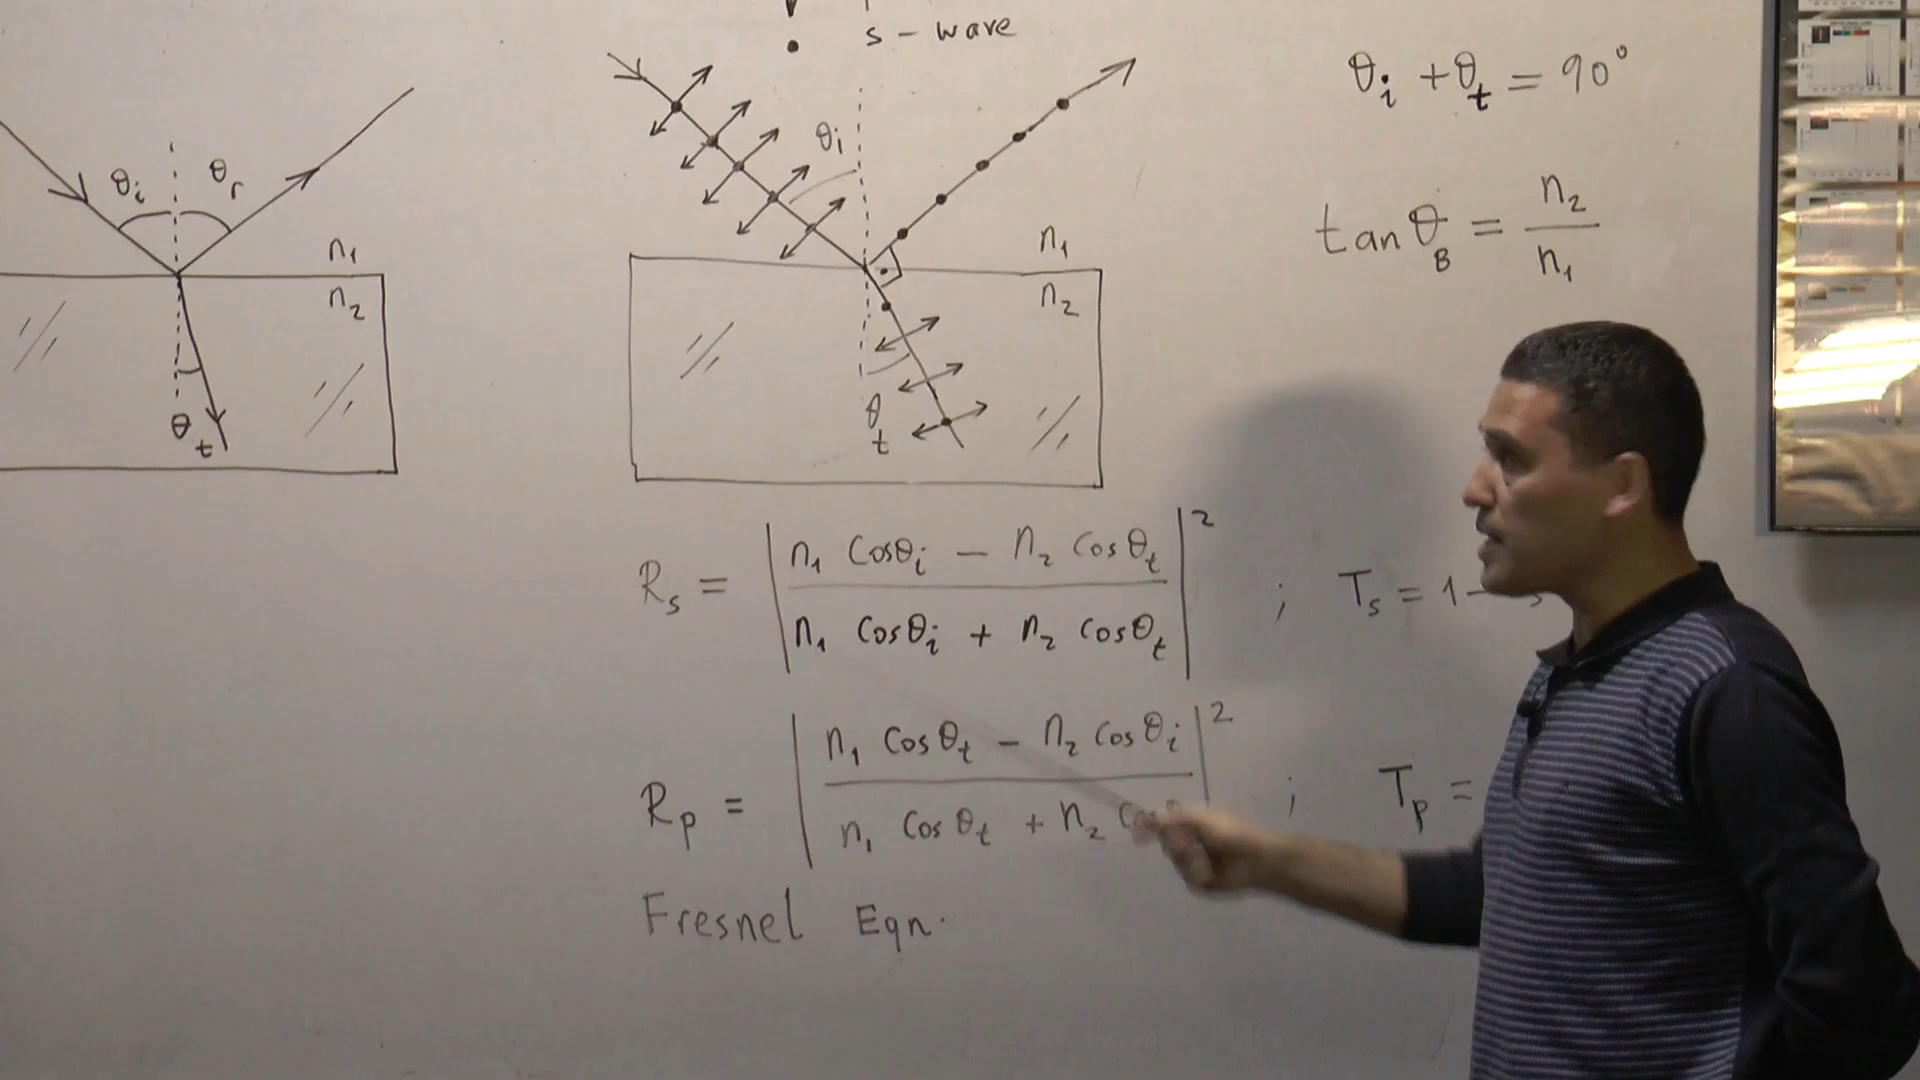 s - wave
θi θr
n1
n2
θt
θi
n1
n2
θt
θi + θt = 90°
tan θB = n2 / n1
Rs = | n1 Cosθi − n2 Cosθt / n1 Cosθi + n2 Cosθt |² ; Ts = 1 −
Rp = | n1 Cosθt − n2 Cosθi / n1 Cosθt + n2 Cos |² ; Tp =
Fresnel Eqn.